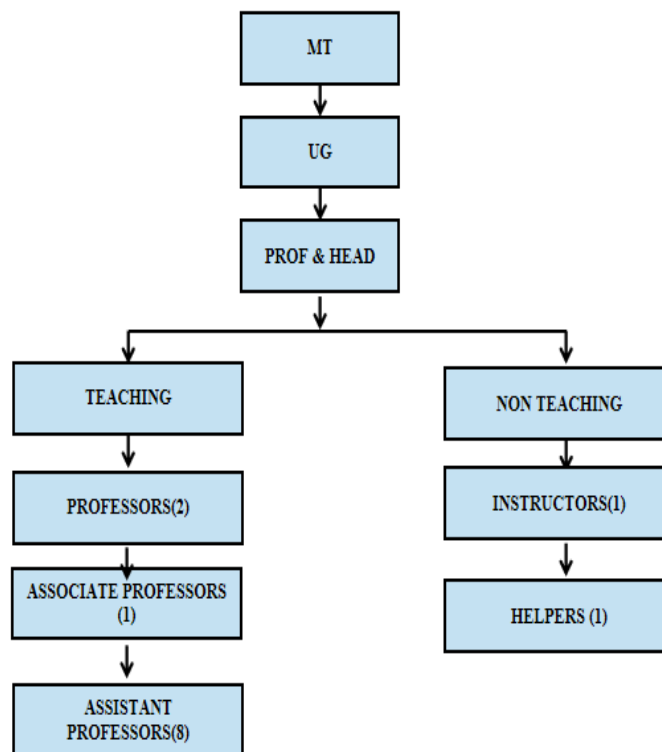 MT
UG
PROF & HEAD
TEACHING
NON TEACHING
PROFESSORS(2)
INSTRUCTORS(1)
ASSOCIATE PROFESSORS
(1)
HELPERS (1)
ASSISTANT
PROFESSORS(8)